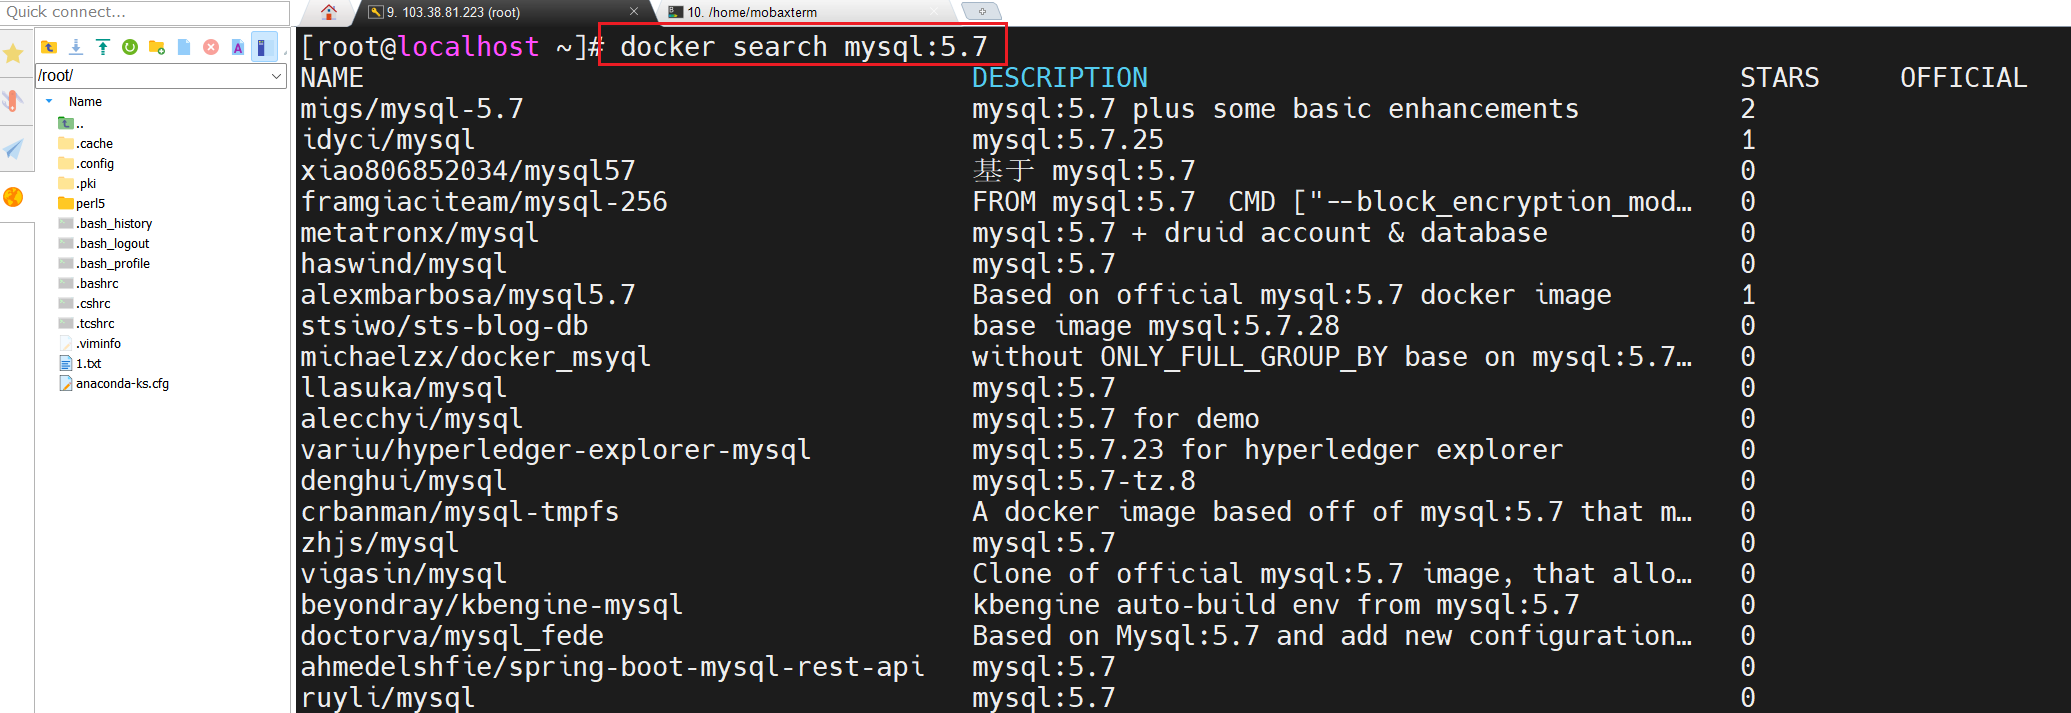 Quick connect...
9. 103.38.81.223 (root)
10. /home/mobaxterm
/root/
Name
..
.cache
.config
.pki
perl5
.bash_history
.bash_logout
.bash_profile
.bashrc
.cshrc
.tcshrc
.viminfo
1.txt
anaconda-ks.cfg
[root@localhost ~]# docker search mysql:5.7
NAME DESCRIPTION STARS OFFICIAL
migs/mysql-5.7 mysql:5.7 plus some basic enhancements 2
idyci/mysql mysql:5.7.25 1
xiao806852034/mysql57 基于 mysql:5.7 0
framgiaciteam/mysql-256 FROM mysql:5.7 CMD ["--block_encryption_mod… 0
metatronx/mysql mysql:5.7 + druid account & database 0
haswind/mysql mysql:5.7 0
alexmbarbosa/mysql5.7 Based on official mysql:5.7 docker image 1
stsiwo/sts-blog-db base image mysql:5.7.28 0
michaelzx/docker_msyql without ONLY_FULL_GROUP_BY base on mysql:5.7… 0
llasuka/mysql mysql:5.7 0
alecchyi/mysql mysql:5.7 for demo 0
variu/hyperledger-explorer-mysql mysql:5.7.23 for hyperledger explorer 0
denghui/mysql mysql:5.7-tz.8 0
crbanman/mysql-tmpfs A docker image based off of mysql:5.7 that m… 0
zhjs/mysql mysql:5.7 0
vigasin/mysql Clone of official mysql:5.7 image, that allo… 0
beyondray/kbengine-mysql kbengine auto-build env from mysql:5.7 0
doctorva/mysql_fede Based on Mysql:5.7 and add new configuration… 0
ahmedelshfie/spring-boot-mysql-rest-api mysql:5.7 0
ruyli/mysql mysql:5.7 0